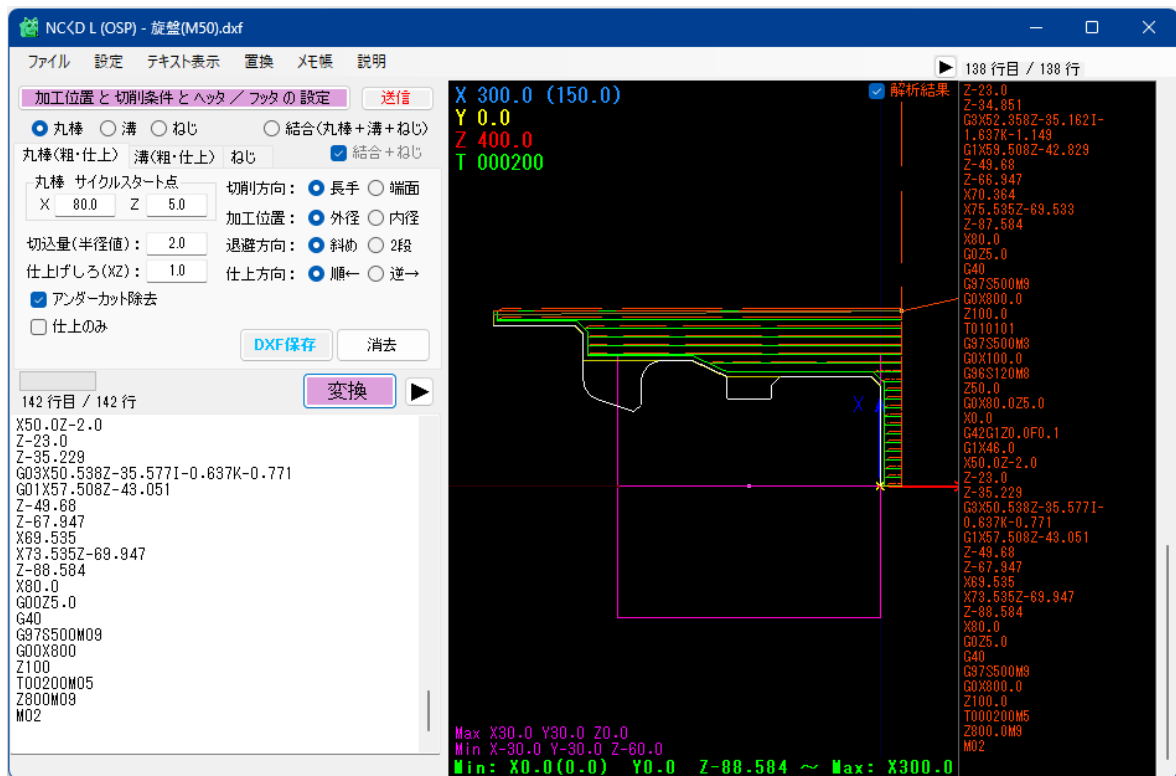 NCくD L (OSP) - 旋盤(M50).dxf
ファイル 設定 テキスト表示 置換 メモ帳 説明
▶ 138 行目 / 138 行
加工位置 と 切削条件 と ヘッタ / フッタ の 設定 送信
丸棒 溝 ねじ 結合(丸棒+溝+ねじ)
丸棒(粗・仕上) 溝(粗・仕上) ねじ 結合+ねじ
丸棒 サイクルスタート点
X 80.0 Z 5.0
切削方向: 長手 端面
加工位置: 外径 内径
切込量(半径値): 2.0 退避方向: 斜め 2段
仕上げしろ(XZ): 1.0 仕上方向: 順← 逆→
アンダーカット除去
仕上のみ
DXF保存 消去
変換 ▶
142 行目 / 142 行
X50.0Z-2.0
Z-23.0
Z-35.229
G03X50.538Z-35.577I-0.637K-0.771
G01X57.508Z-43.051
Z-49.68
Z-67.947
X69.535
X73.535Z-69.947
Z-88.584
X80.0
G00Z5.0
G40
G97S500M09
G00X800
Z100
T00200M05
Z800M09
M02
X 300.0 (150.0)
Y 0.0
Z 400.0
T 000200
解析結果
X
Max X30.0 Y30.0 Z0.0
Min X-30.0 Y-30.0 Z-60.0
Min: X0.0(0.0) Y0.0 Z-88.584 ~ Max: X300.0
Z-23.0
Z-34.851
G3X52.358Z-35.162I-
1.637K-1.149
G1X59.508Z-42.829
Z-49.68
Z-66.947
X70.364
X75.535Z-69.533
Z-87.584
X80.0
G0Z5.0
G40
G97S500M9
G0X800.0
Z100.0
T010101
G97S500M3
G0X100.0
G96S120M8
Z50.0
G0X80.0Z5.0
X0.0
G42G1Z0.0F0.1
G1X46.0
X50.0Z-2.0
Z-23.0
Z-35.229
G3X50.538Z-35.577I-
0.637K-0.771
G1X57.508Z-43.051
Z-49.68
Z-67.947
X69.535
X73.535Z-69.947
Z-88.584
X80.0
G0Z5.0
G40
G97S500M9
G0X800.0
Z100.0
T000200M5
Z800.0M9
M02